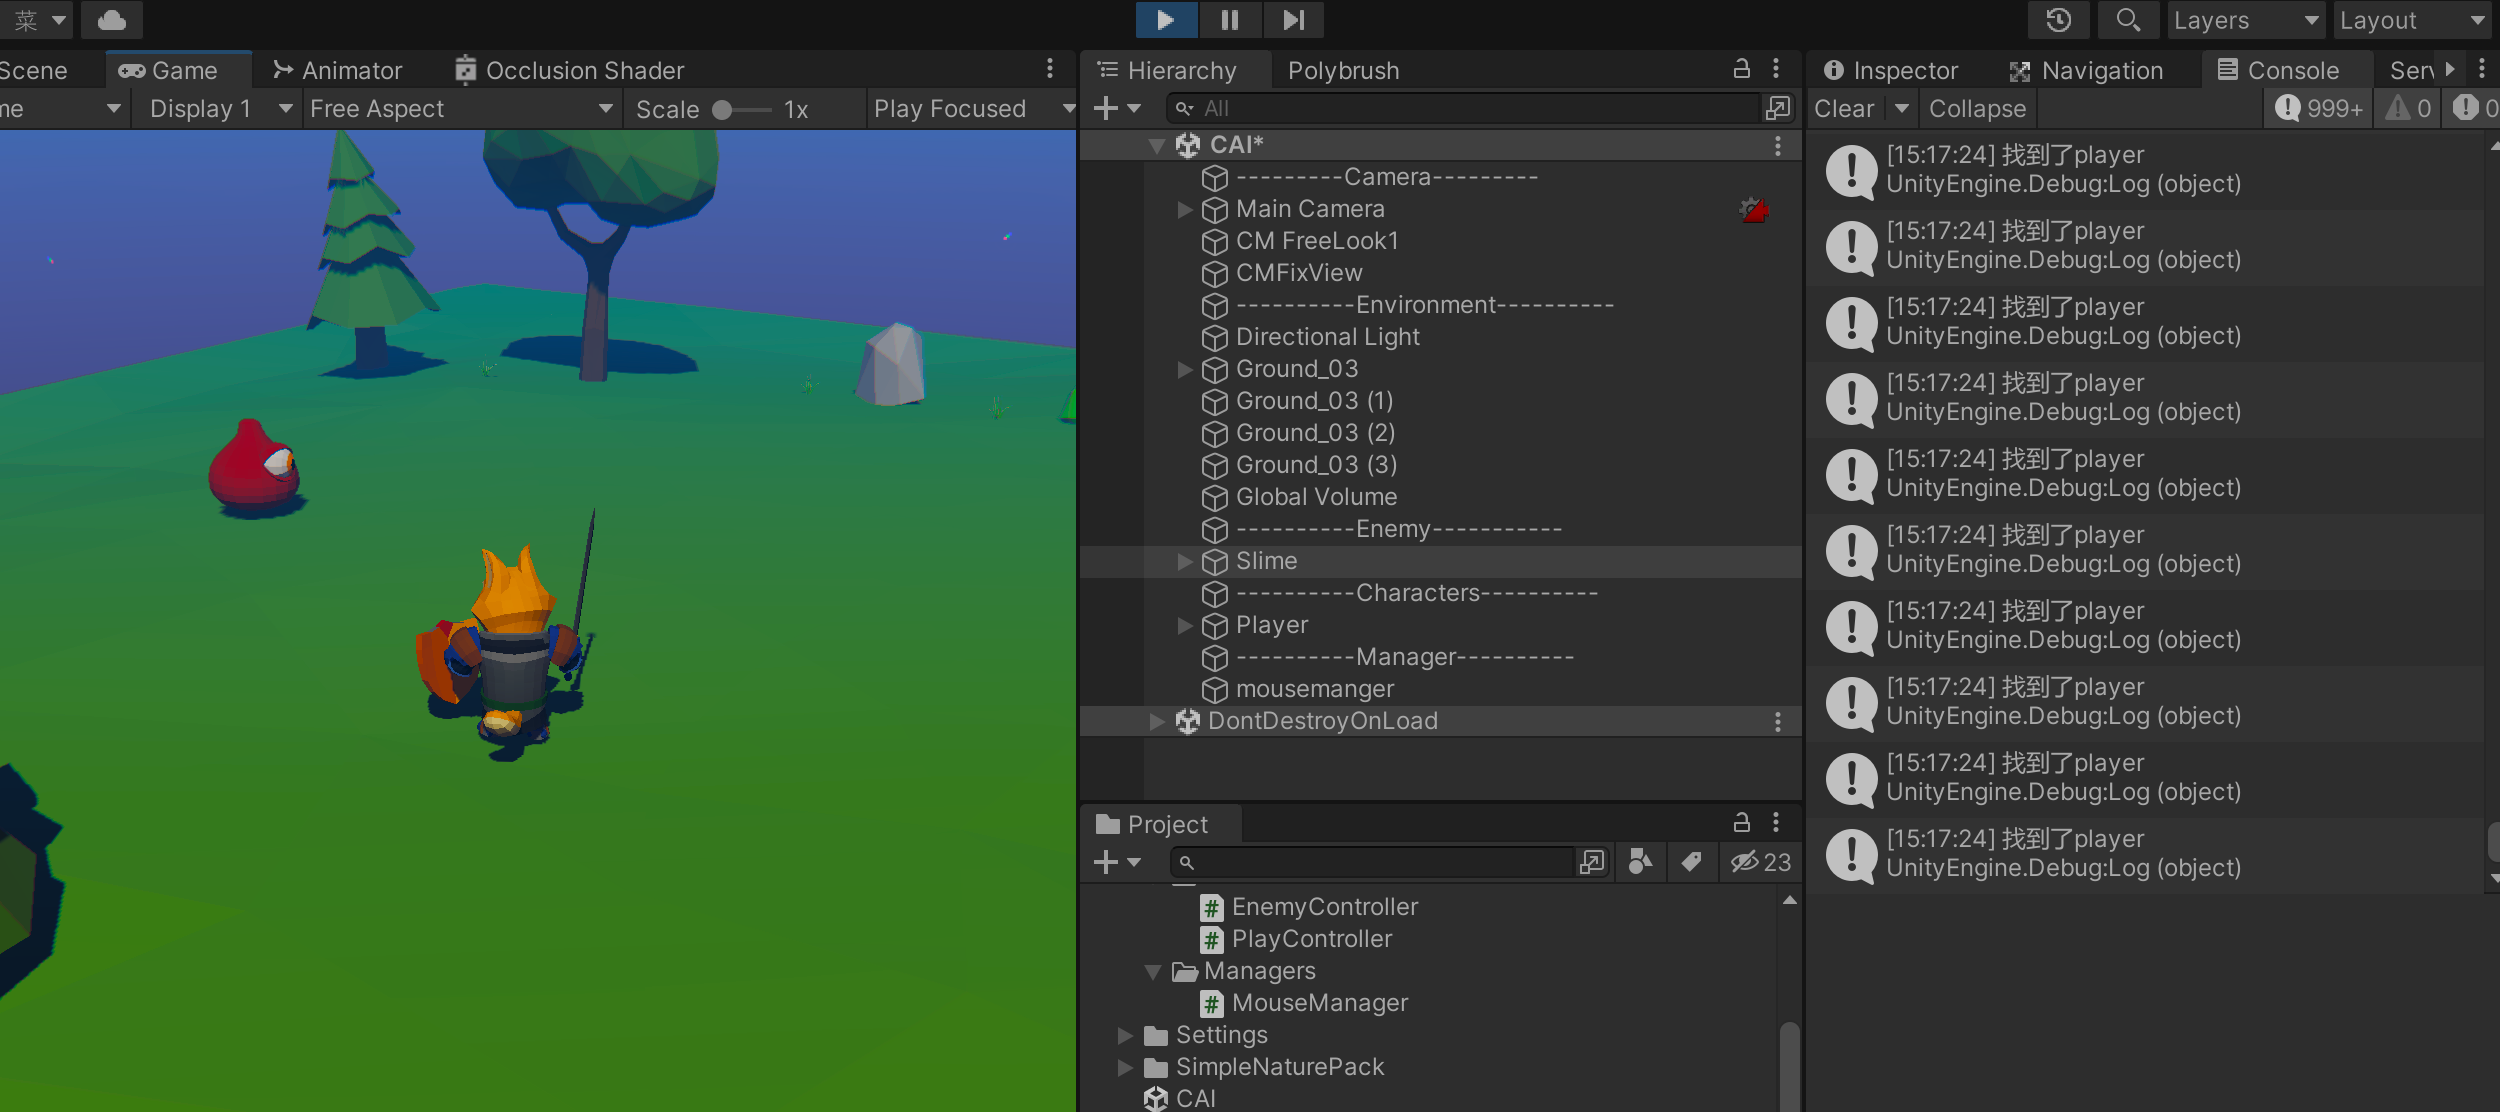 菜
Layers
Layout
Scene
Game
Animator
Occlusion Shader
me
Display 1
Free Aspect
Scale
1x
Play Focused
Hierarchy
Polybrush
All
CAI*
---------Camera---------
Main Camera
CM FreeLook1
CMFixView
----------Environment----------
Directional Light
Ground_03
Ground_03 (1)
Ground_03 (2)
Ground_03 (3)
Global Volume
----------Enemy-----------
Slime
----------Characters----------
Player
----------Manager----------
mousemanger
DontDestroyOnLoad
Project
23
EnemyController
PlayController
Managers
MouseManager
Settings
SimpleNaturePack
CAI
Inspector
Navigation
Console
Serv
Clear
Collapse
999+
0
0
[15:17:24] 找到了player
UnityEngine.Debug:Log (object)
[15:17:24] 找到了player
UnityEngine.Debug:Log (object)
[15:17:24] 找到了player
UnityEngine.Debug:Log (object)
[15:17:24] 找到了player
UnityEngine.Debug:Log (object)
[15:17:24] 找到了player
UnityEngine.Debug:Log (object)
[15:17:24] 找到了player
UnityEngine.Debug:Log (object)
[15:17:24] 找到了player
UnityEngine.Debug:Log (object)
[15:17:24] 找到了player
UnityEngine.Debug:Log (object)
[15:17:24] 找到了player
UnityEngine.Debug:Log (object)
[15:17:24] 找到了player
UnityEngine.Debug:Log (object)